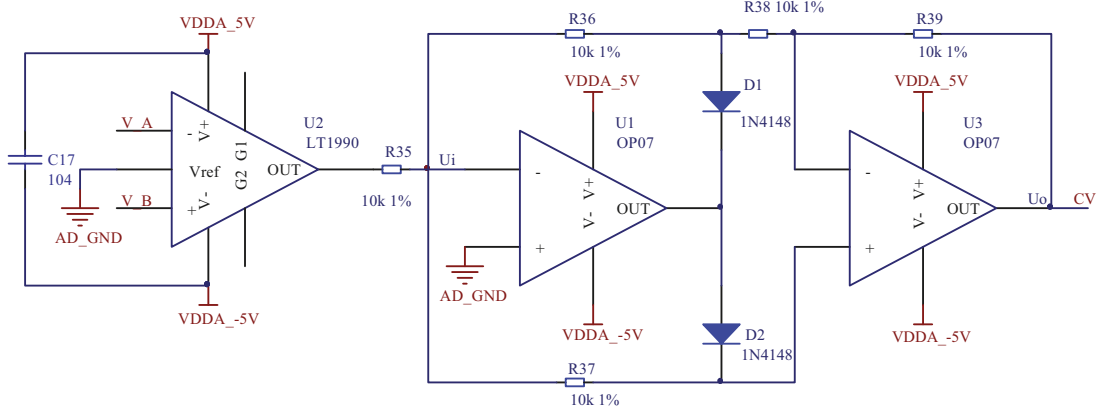 VDDA_5V
R36
R38 10k 1%
R39
10k 1%
10k 1%
VDDA_5V
VDDA_5V
D1
1N4148
V_A
-
V+
G1
U2
LT1990
U1
OP07
U3
OP07
C17
104
Vref
G2
OUT
R35
Ui
-
V+
-
V+
V_B
+
V-
10k 1%
V-
OUT
V-
OUT
Uo
CV
AD_GND
+
+
AD_GND
VDDA_-5V
VDDA_-5V
D2
1N4148
VDDA_-5V
R37
10k 1%